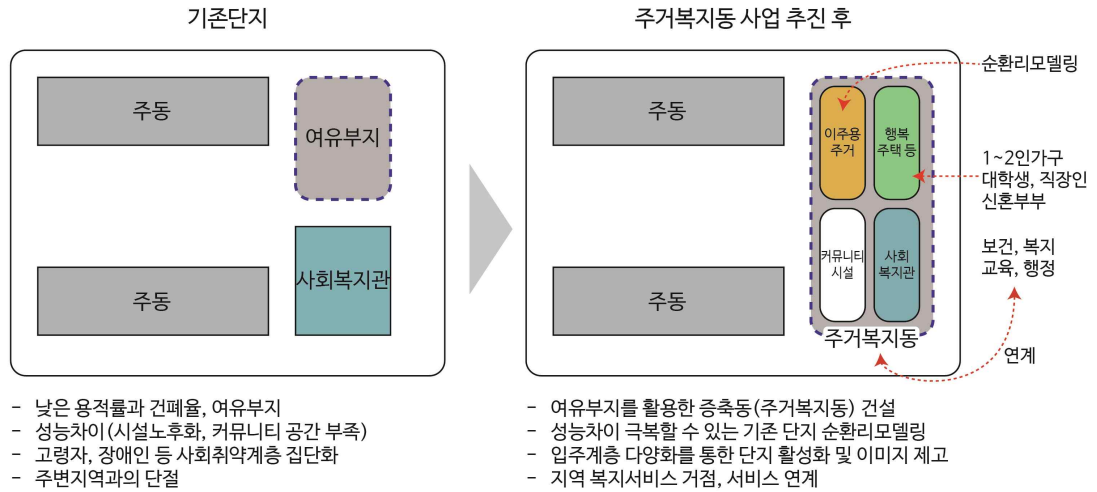 기존단지
주동
여유부지
사회복지관
주동
- 낮은 용적률과 건폐율, 여유부지
- 성능차이(시설노후화, 커뮤니티 공간 부족)
- 고령자, 장애인 등 사회취약계층 집단화
- 주변지역과의 단절
주거복지동 사업 추진 후
주동
이주용
주거
행복
주택 등
커뮤니티
시설
사회
복지관
주거복지동
주동
순환리모델링
1~2인가구
대학생, 직장인
신혼부부
보건, 복지
교육, 행정
연계
- 여유부지를 활용한 증축동(주거복지동) 건설
- 성능차이 극복할 수 있는 기존 단지 순환리모델링
- 입주계층 다양화를 통한 단지 활성화 및 이미지 제고
- 지역 복지서비스 거점, 서비스 연계